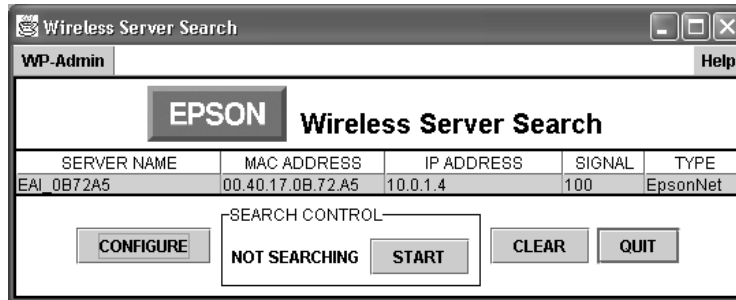 Wireless Server Search
WP-Admin Help
EPSON Wireless Server Search
SERVER NAME MAC ADDRESS IP ADDRESS SIGNAL TYPE
EAI_0B72A5 00.40.17.0B.72.A5 10.0.1.4 100 EpsonNet
SEARCH CONTROL
CONFIGURE NOT SEARCHING START CLEAR QUIT